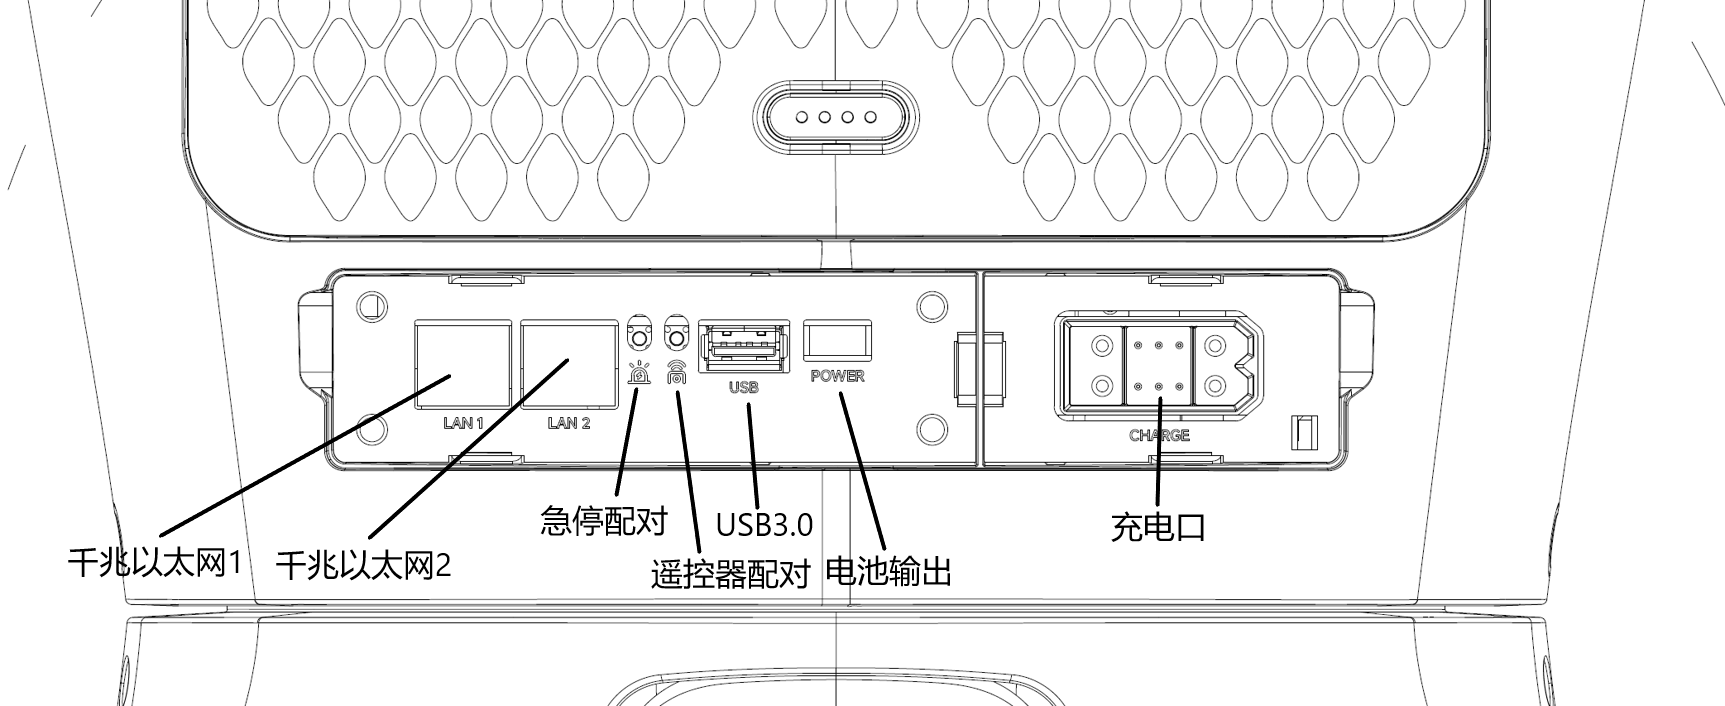 USB
POWER
LAN 1
LAN 2
CHARGE
急停配对
USB3.0
充电口
千兆以太网1
千兆以太网2
遥控器配对
电池输出